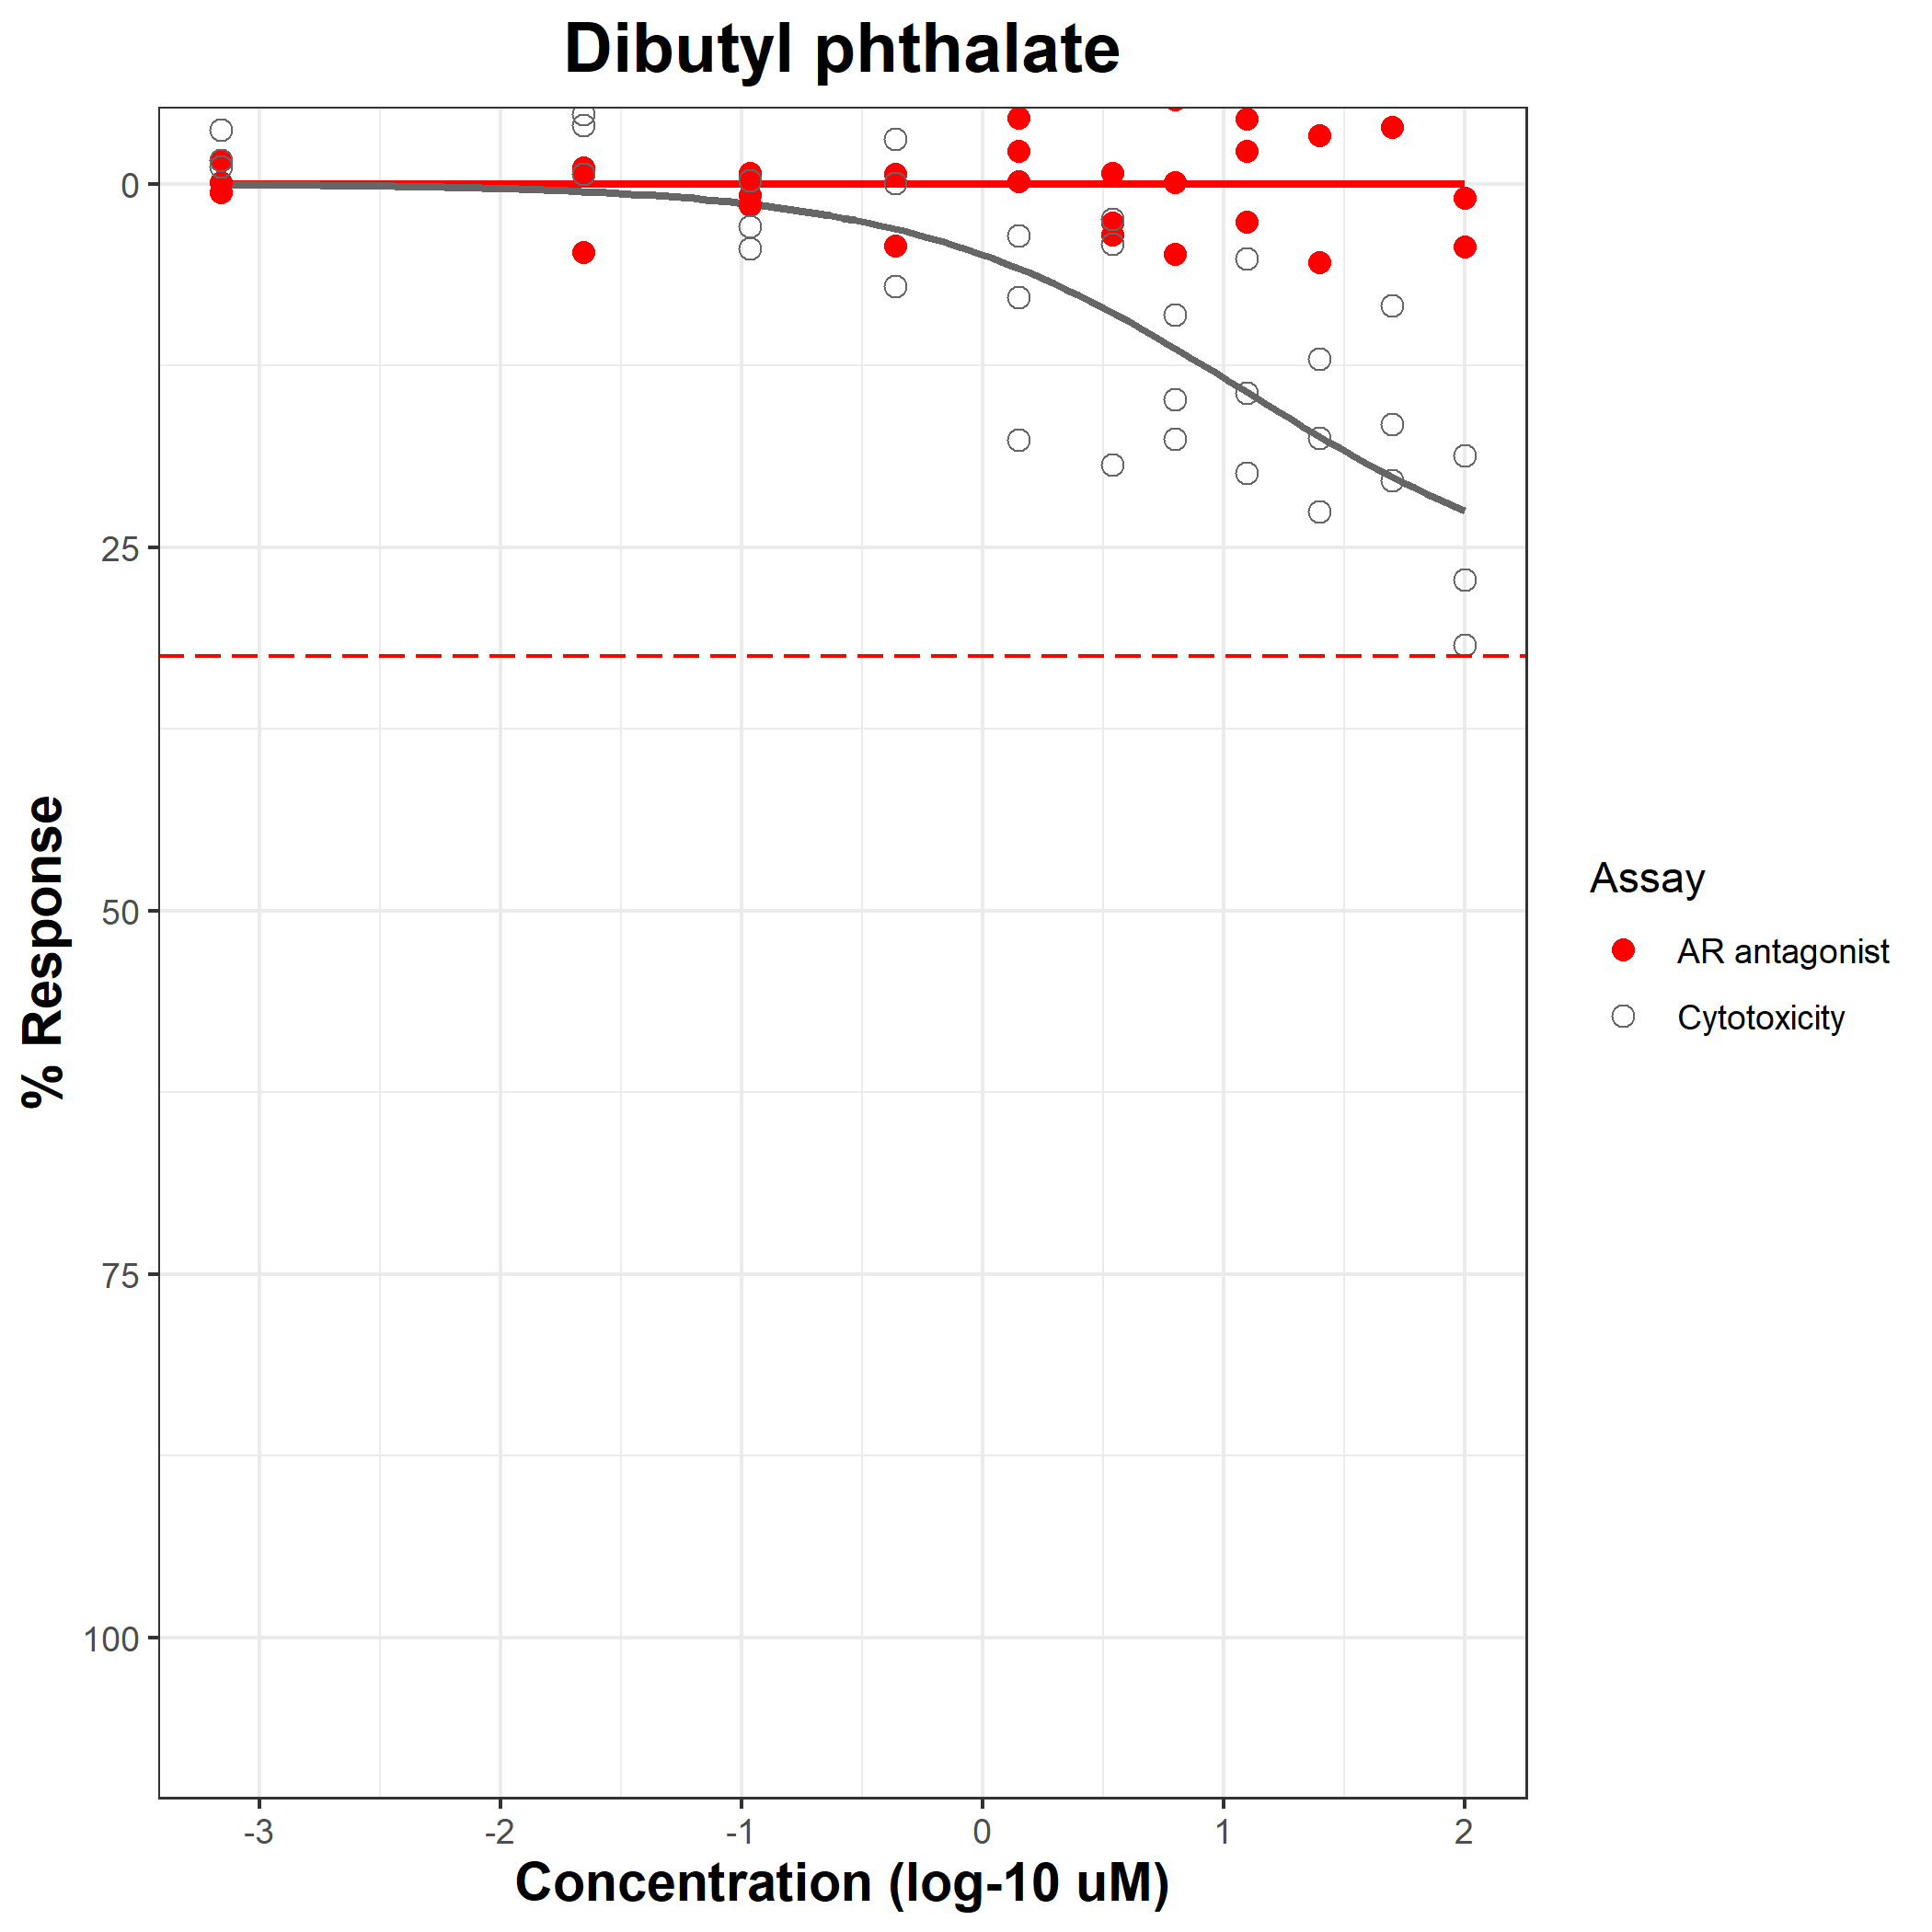 Dibutyl phthalate
0
25
50
75
100
% Response
-3
-2
-1
0
1
2
Concentration (log-10 uM)
Assay
AR antagonist
Cytotoxicity